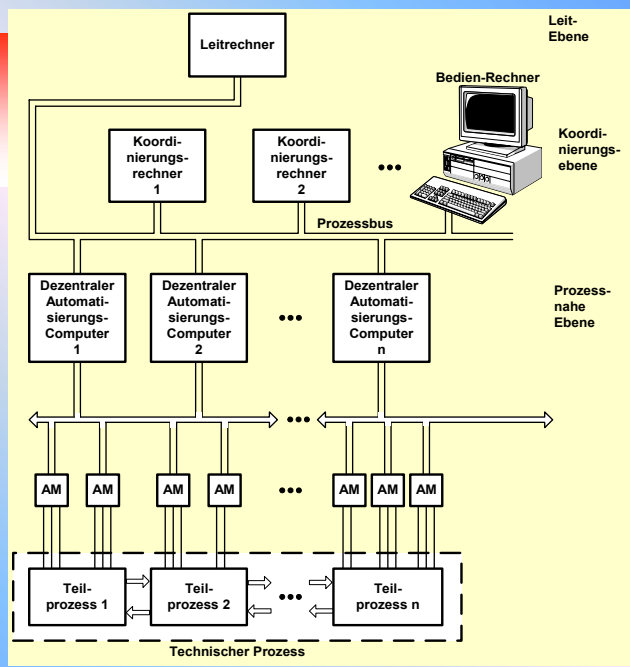 Leitrechner
Leit-
Ebene
Bedien-Rechner
Koordi-
nierungs-
rechner
1
Koordi-
nierungs-
rechner
2
•••
Koordi-
nierungs-
ebene
Prozessbus
Dezentraler
Automati-
sierungs-
Computer
1
Dezentraler
Automati-
sierungs-
Computer
2
•••
Dezentraler
Automati-
sierungs-
Computer
n
Prozess-
nahe
Ebene
•••
AM
AM
AM
AM
•••
AM
AM
AM
Teil-
prozess 1
Teil-
prozess 2
•••
Teil-
prozess n
Technischer Prozess